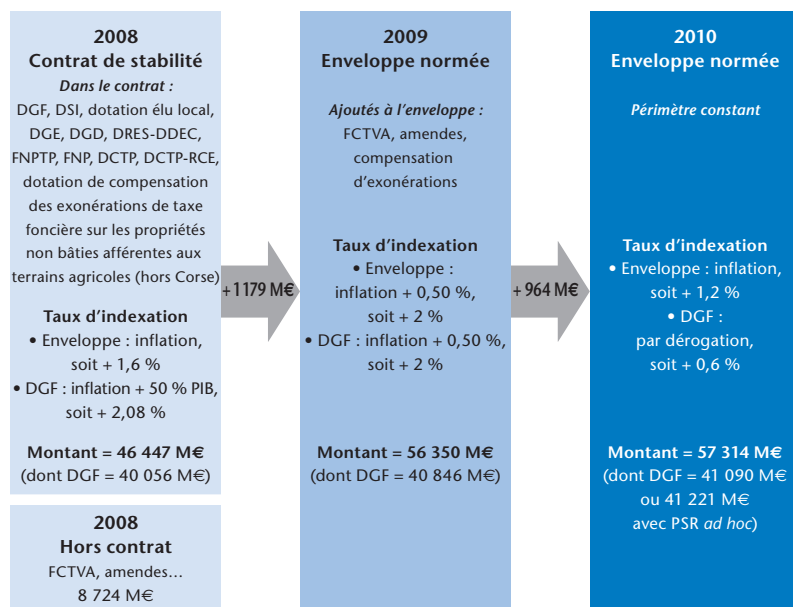 2008
Contrat de stabilité
Dans le contrat :
DGF, DSI, dotation élu local,
DGE, DGD, DRES-DDEC,
FNPTP, FNP, DCTP, DCTP-RCE,
dotation de compensation
des exonérations de taxe
foncière sur les propriétés
non bâties afférentes aux
terrains agricoles (hors Corse)
Taux d'indexation
• Enveloppe : inflation,
soit + 1,6 %
• DGF : inflation + 50 % PIB,
soit + 2,08 %
Montant = 46 447 M€
(dont DGF = 40 056 M€)
2008
Hors contrat
FCTVA, amendes…
8 724 M€
+1179 M€
2009
Enveloppe normée
Ajoutés à l'enveloppe :
FCTVA, amendes,
compensation
d'exonérations
Taux d'indexation
• Enveloppe :
inflation + 0,50 %,
soit + 2 %
• DGF : inflation + 0,50 %,
soit + 2 %
Montant = 56 350 M€
(dont DGF = 40 846 M€)
+ 964 M€
2010
Enveloppe normée
Périmètre constant
Taux d'indexation
• Enveloppe : inflation,
soit + 1,2 %
• DGF :
par dérogation,
soit + 0,6 %
Montant = 57 314 M€
(dont DGF = 41 090 M€
ou 41 221 M€
avec PSR ad hoc)